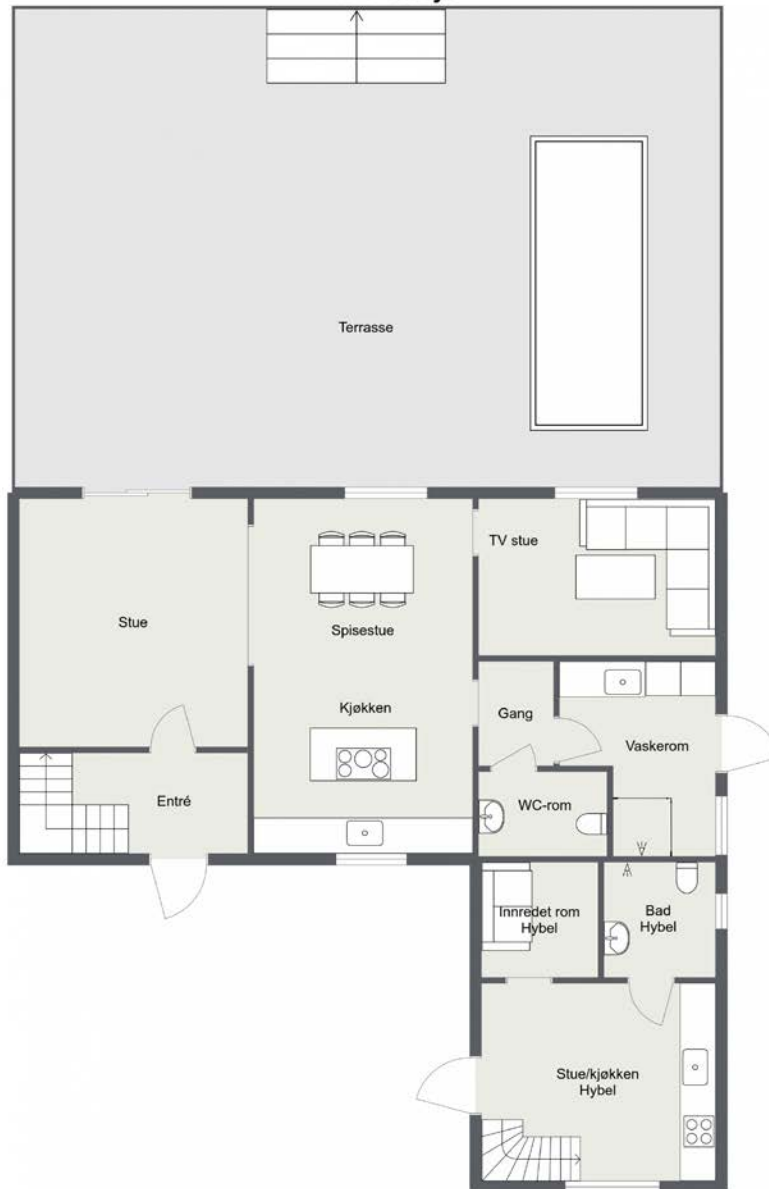 Terrasse
TV stue
Stue
Spisestue
Kjøkken
Gang
Vaskerom
Entré
WC-rom
Innredet rom
Hybel
Bad
Hybel
Stue/kjøkken
Hybel